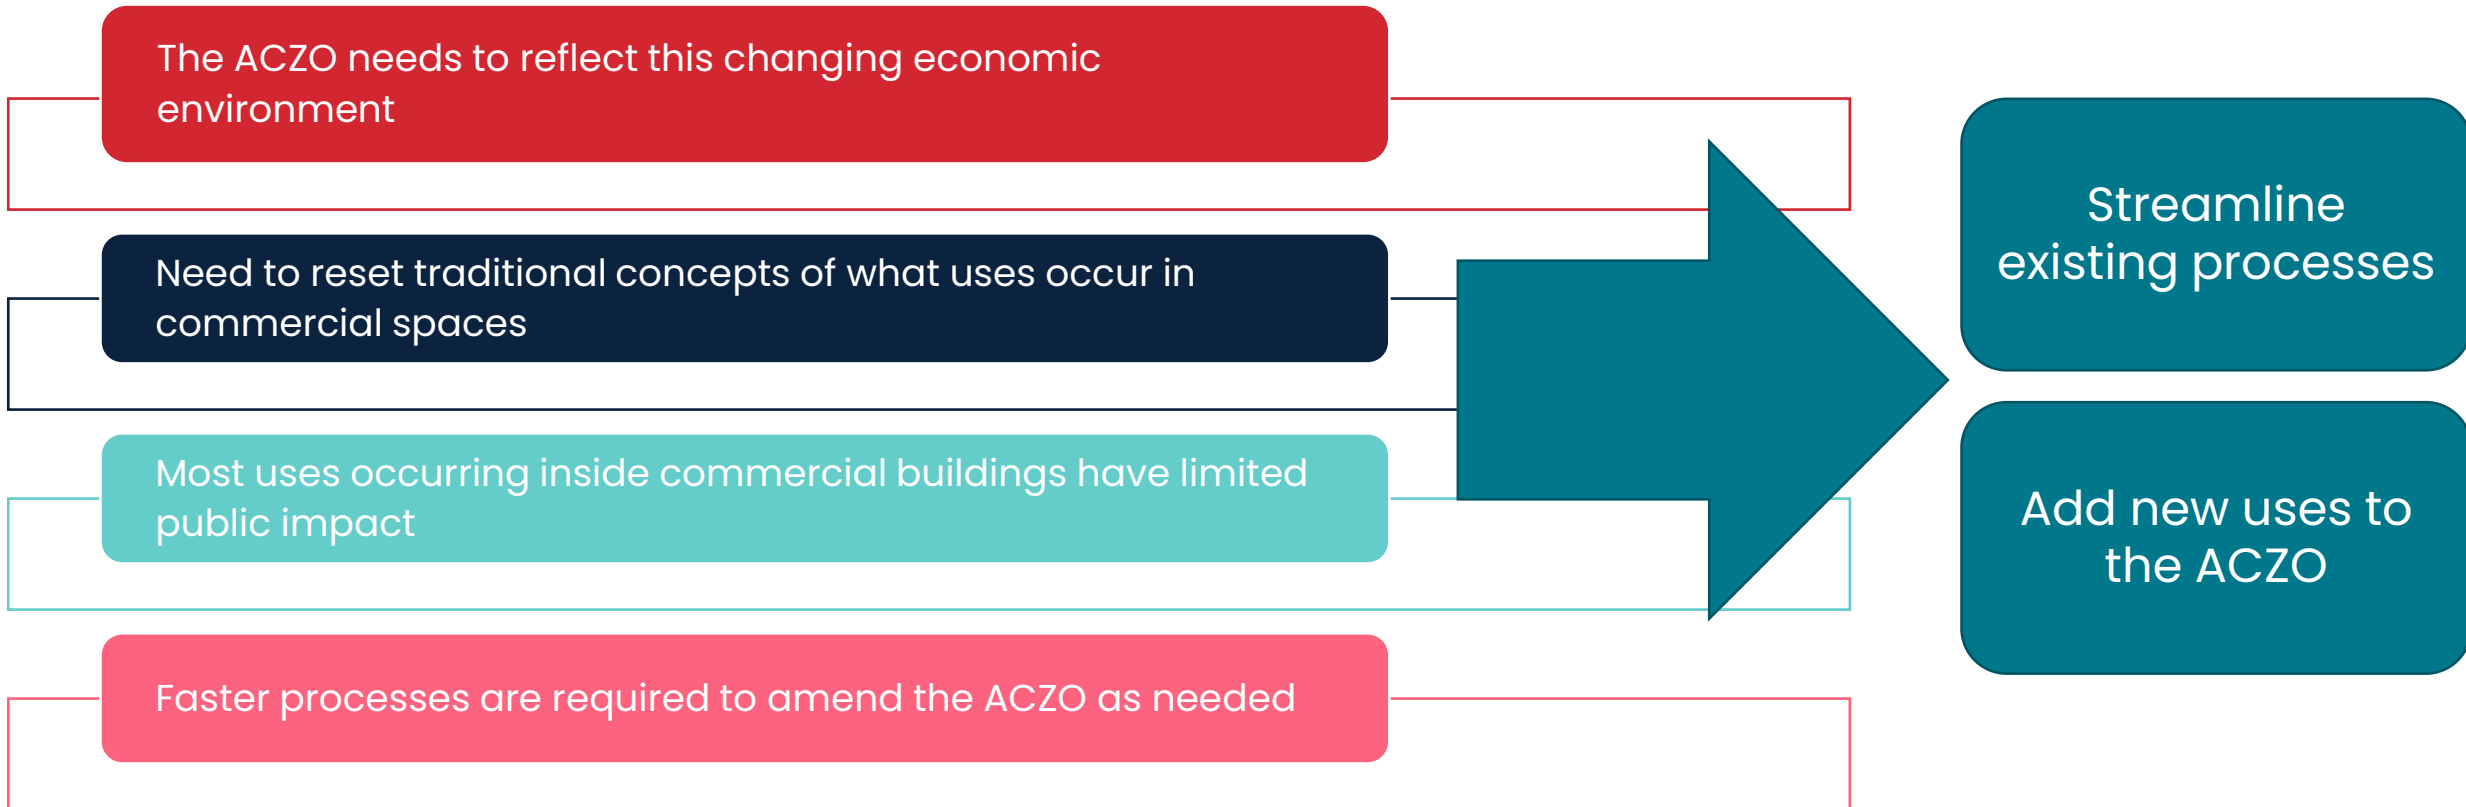 The ACZO needs to reflect this changing economic
environment
Need to reset traditional concepts of what uses occur in
commercial spaces
Most uses occurring inside commercial buildings have limited
public impact
Faster processes are required to amend the ACZO as needed
Streamline
existing processes
Add new uses to
the ACZO